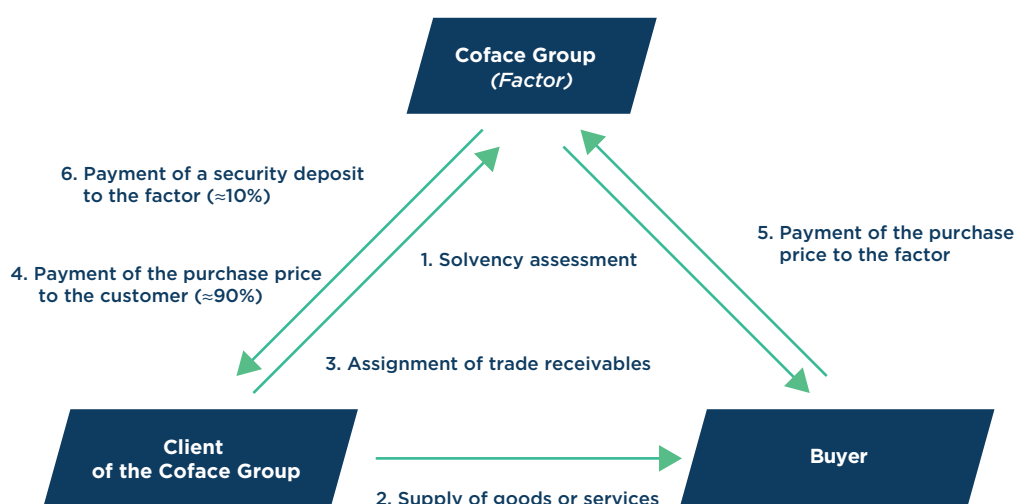 Coface Group
(Factor)
6. Payment of a security deposit
to the factor (≈10%)
5. Payment of the purchase
price to the factor
1. Solvency assessment
4. Payment of the purchase price
to the customer (≈90%)
3. Assignment of trade receivables
Client
of the Coface Group
Buyer
2. Supply of goods or services